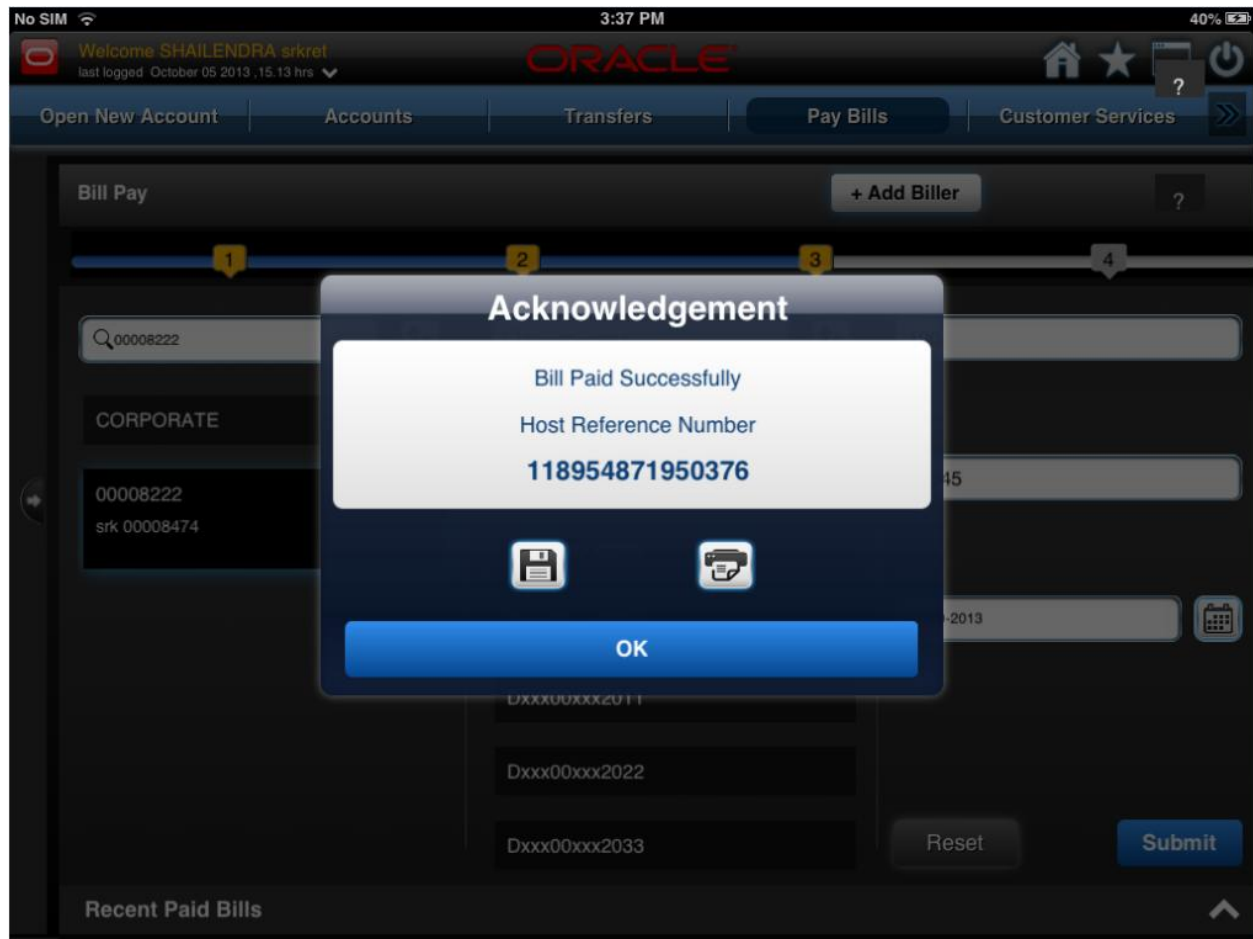 No SIM 3:37 PM 40%
Welcome SHAILENDRA srkret
last logged October 05 2013 ,15.13 hrs
ORACLE
?
Open New Account Accounts Transfers Pay Bills Customer Services
Bill Pay + Add Biller ?
1 2 3 4
Acknowledgement
00008222
Bill Paid Successfully
CORPORATE
Host Reference Number
118954871950376
00008222
srk 00008474
45
-2013
OK
Dxxx00xxx2011
Dxxx00xxx2022
Dxxx00xxx2033
Reset Submit
Recent Paid Bills